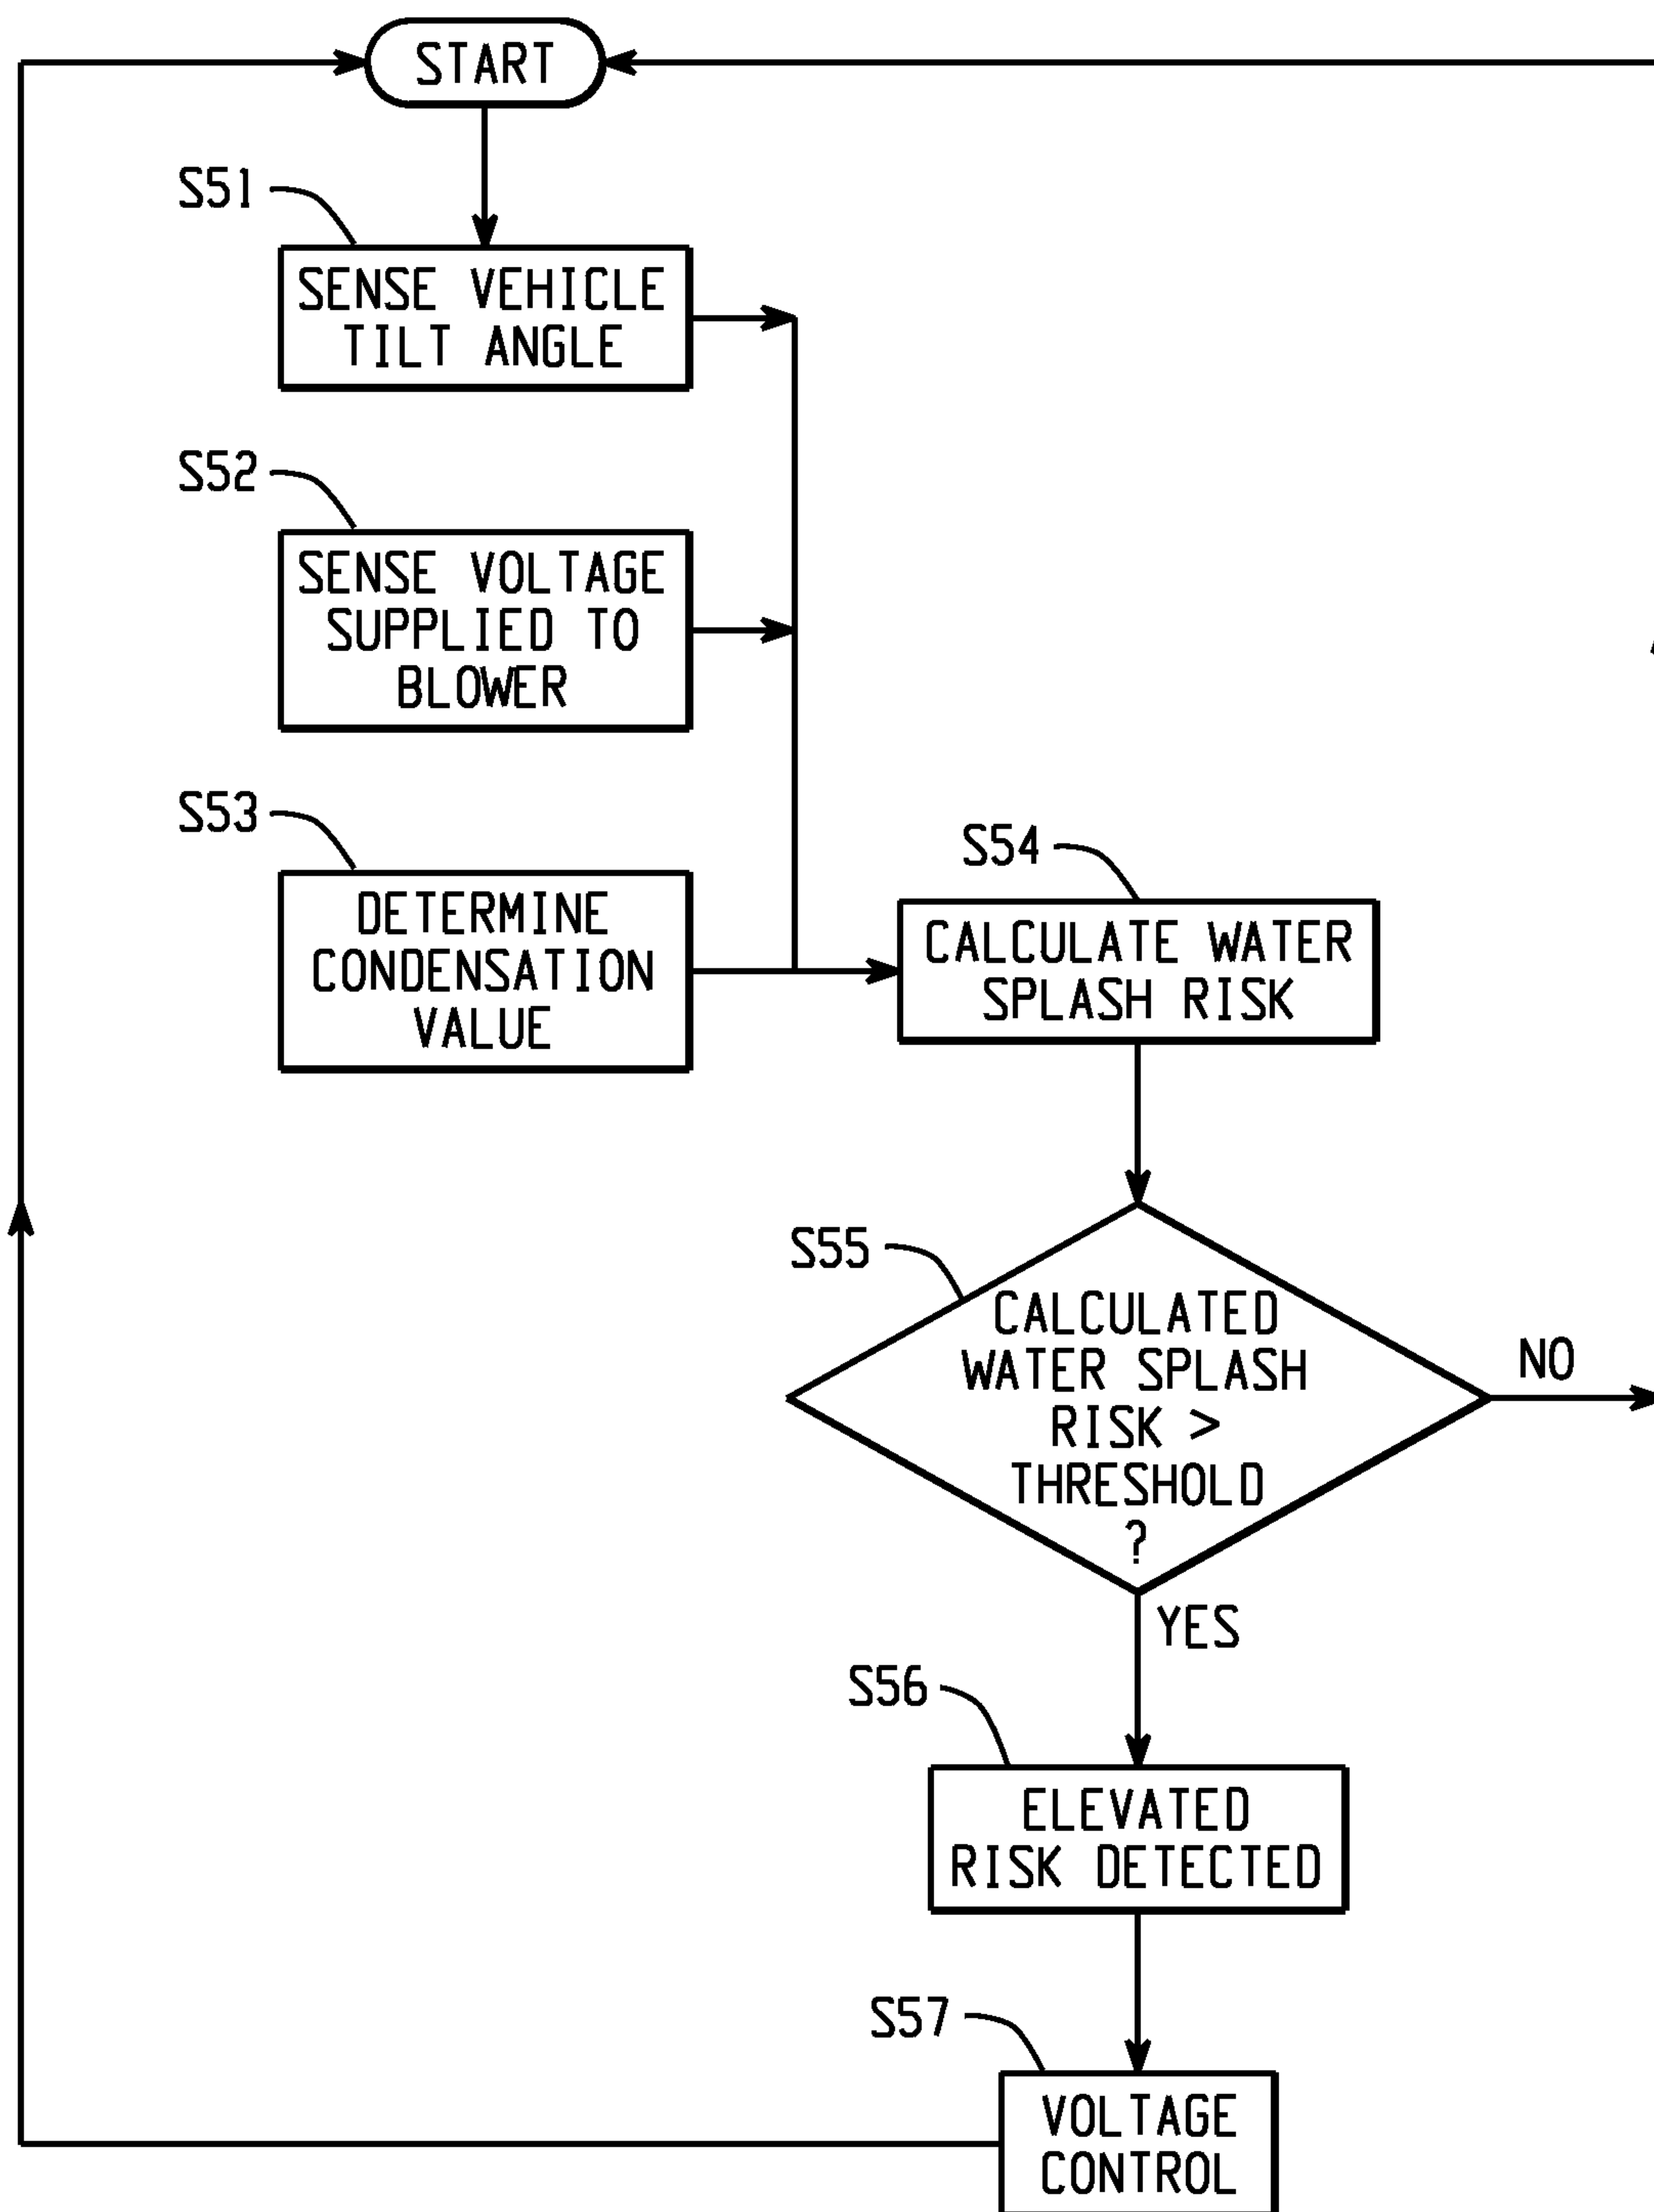 START
S51
SENSE VEHICLE
TILT ANGLE
S52
SENSE VOLTAGE
SUPPLIED TO
BLOWER
S53
DETERMINE
CONDENSATION
VALUE
S54
CALCULATE WATER
SPLASH RISK
S55
CALCULATED
WATER SPLASH
RISK >
THRESHOLD
?
NO
YES
S56
ELEVATED
RISK DETECTED
S57
VOLTAGE
CONTROL